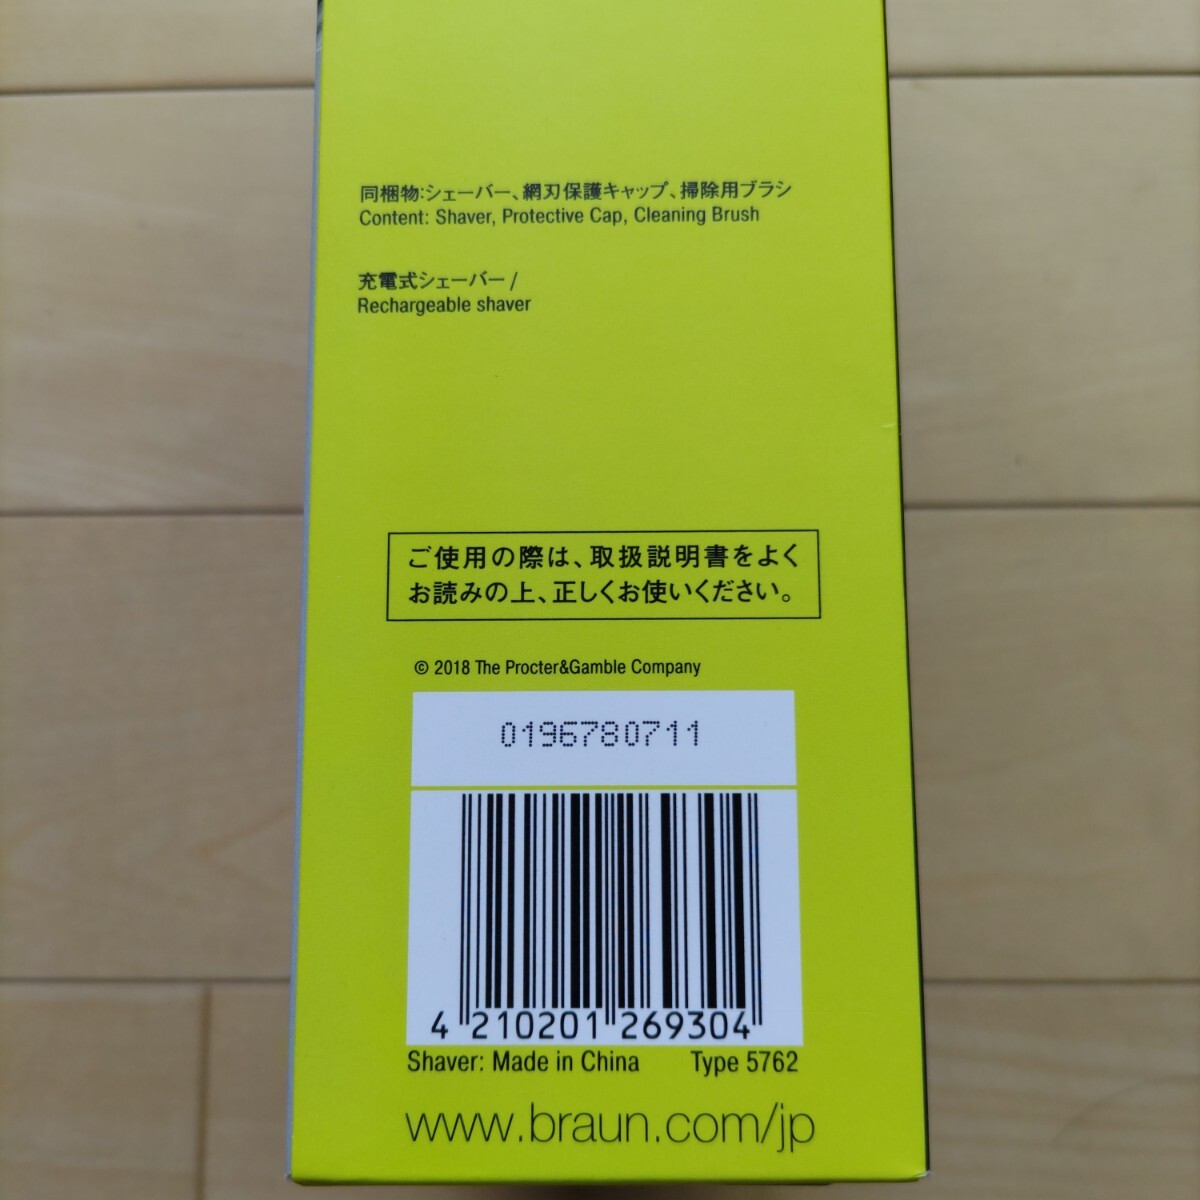 同梱物：シェーバー、網刃保護キャップ、掃除用ブラシ
Content: Shaver, Protective Cap, Cleaning Brush
充電式シェーバー /
Rechargeable shaver
ご使用の際は、取扱説明書をよく
お読みの上、正しくお使いください。
© 2018 The Procter&Gamble Company
0196780711
4 210201 269304
Shaver: Made in China Type 5762
www.braun.com/jp